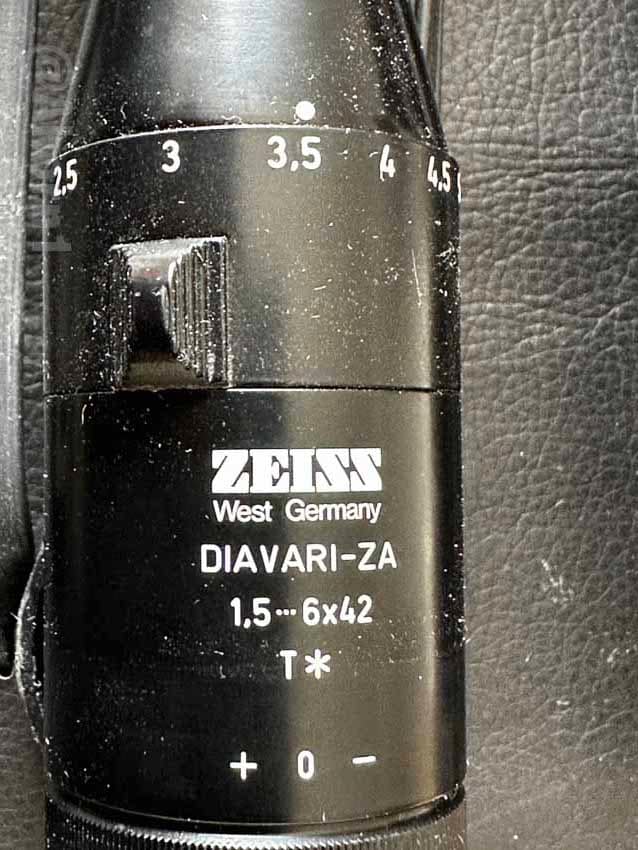 2,5 3 3,5 4 4,5
ZEISS
West Germany
DIAVARI-ZA
1,5···6x42
T*
+ 0 −